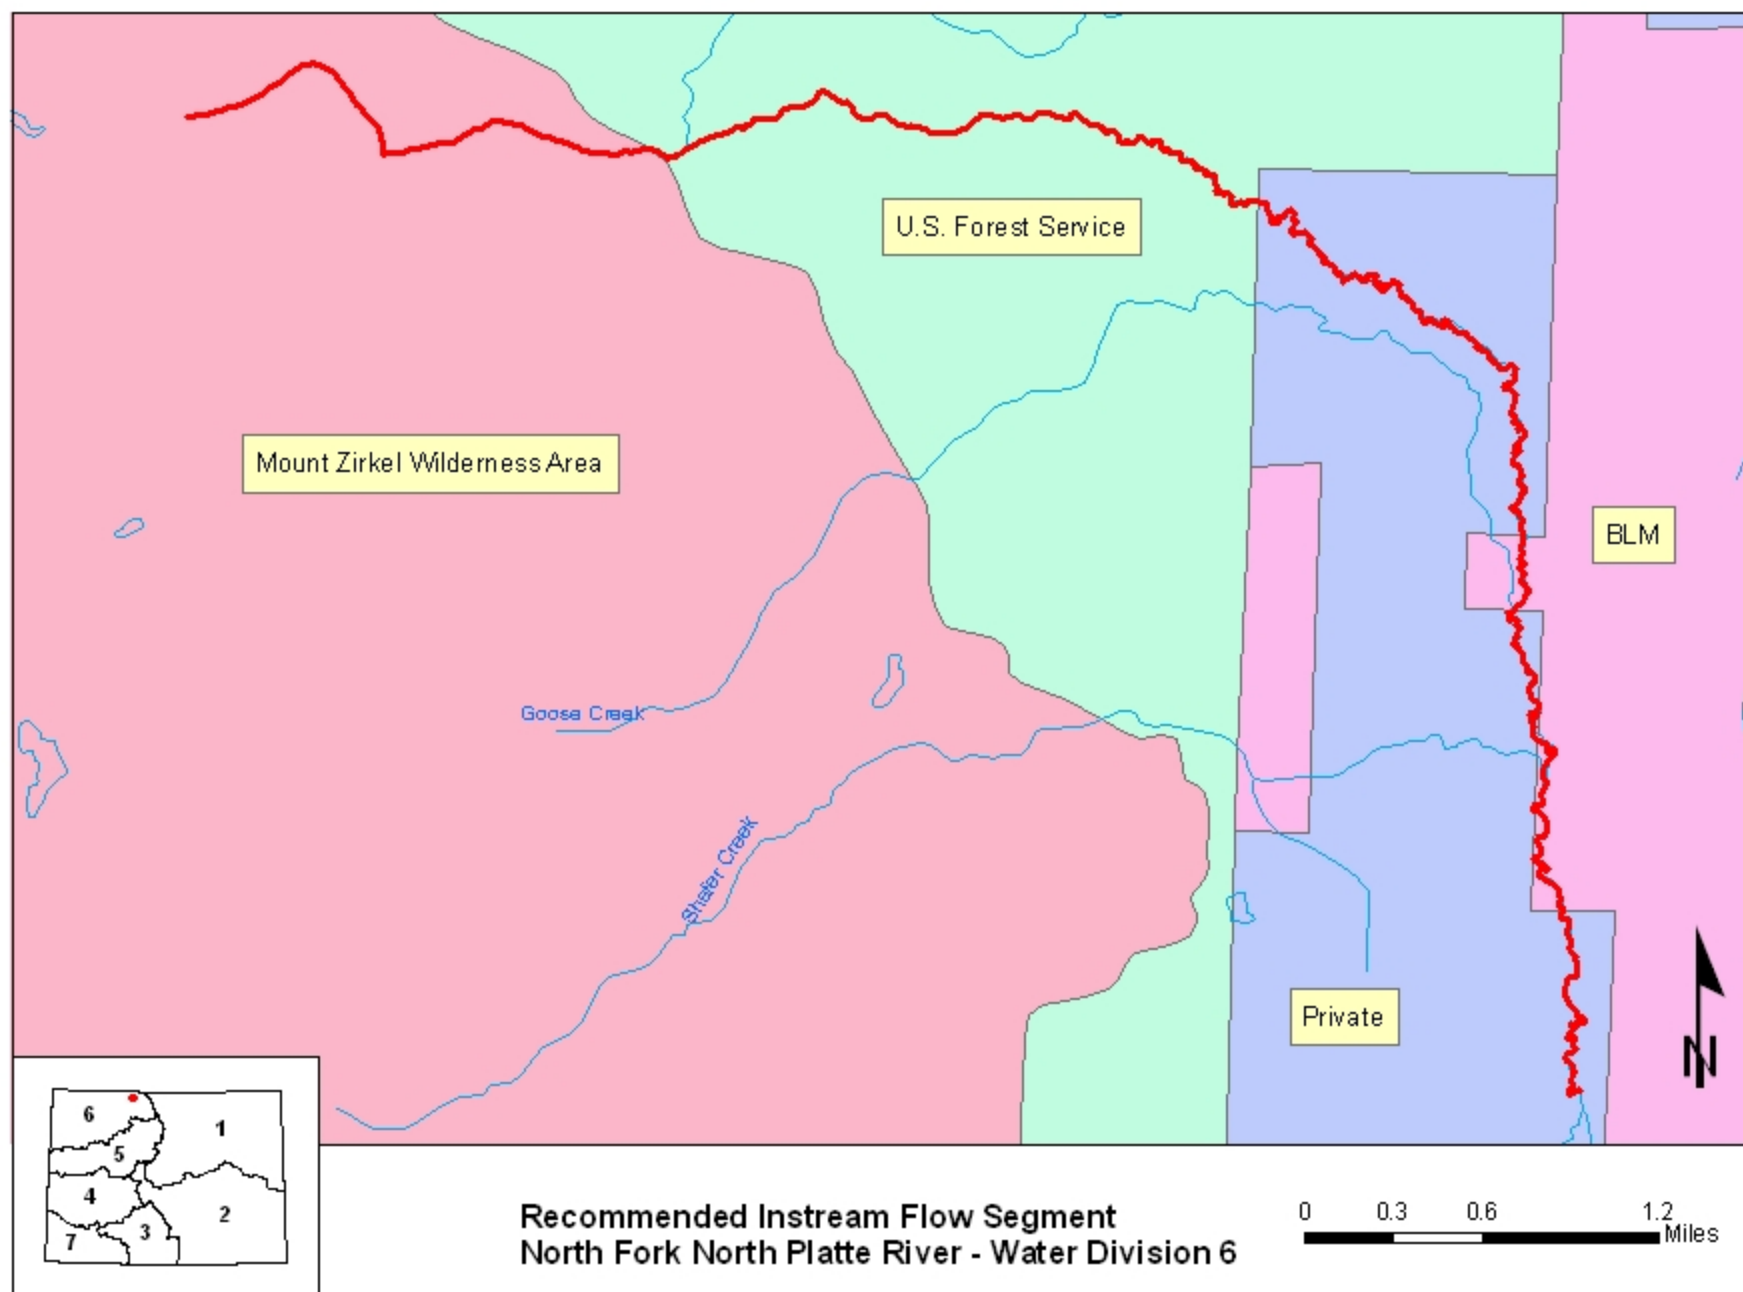 U.S. Forest Service
Mount Zirkel Wilderness Area
BLM
Goose Creek
Shafer Creek
Private
N
6
1
5
4
2
3
7
Recommended Instream Flow Segment
North Fork North Platte River - Water Division 6
0 0.3 0.6 1.2
Miles